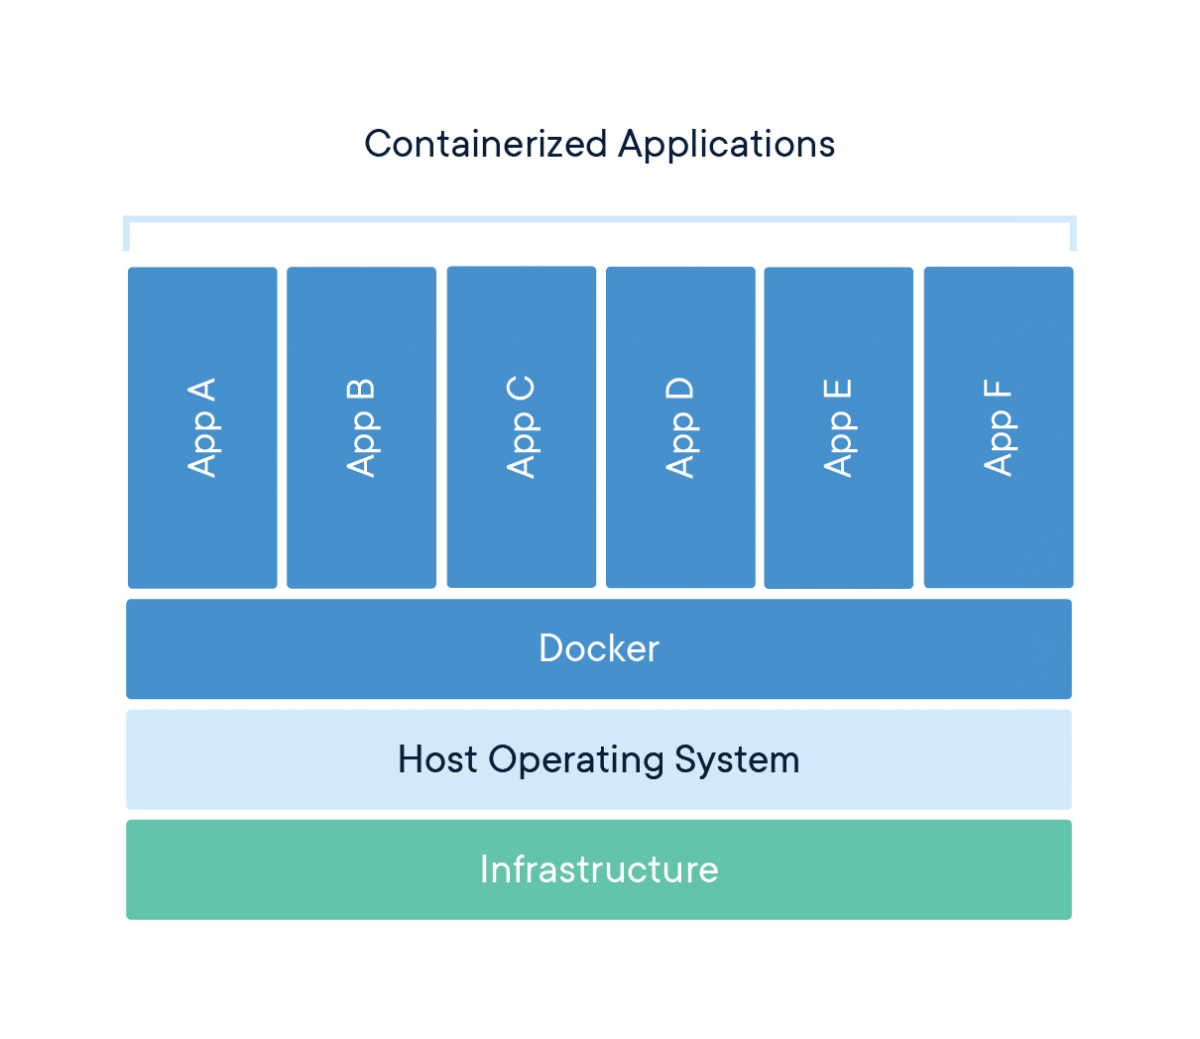 Containerized Applications
App A
App B
App C
App D
App E
App F
Docker
Host Operating System
Infrastructure